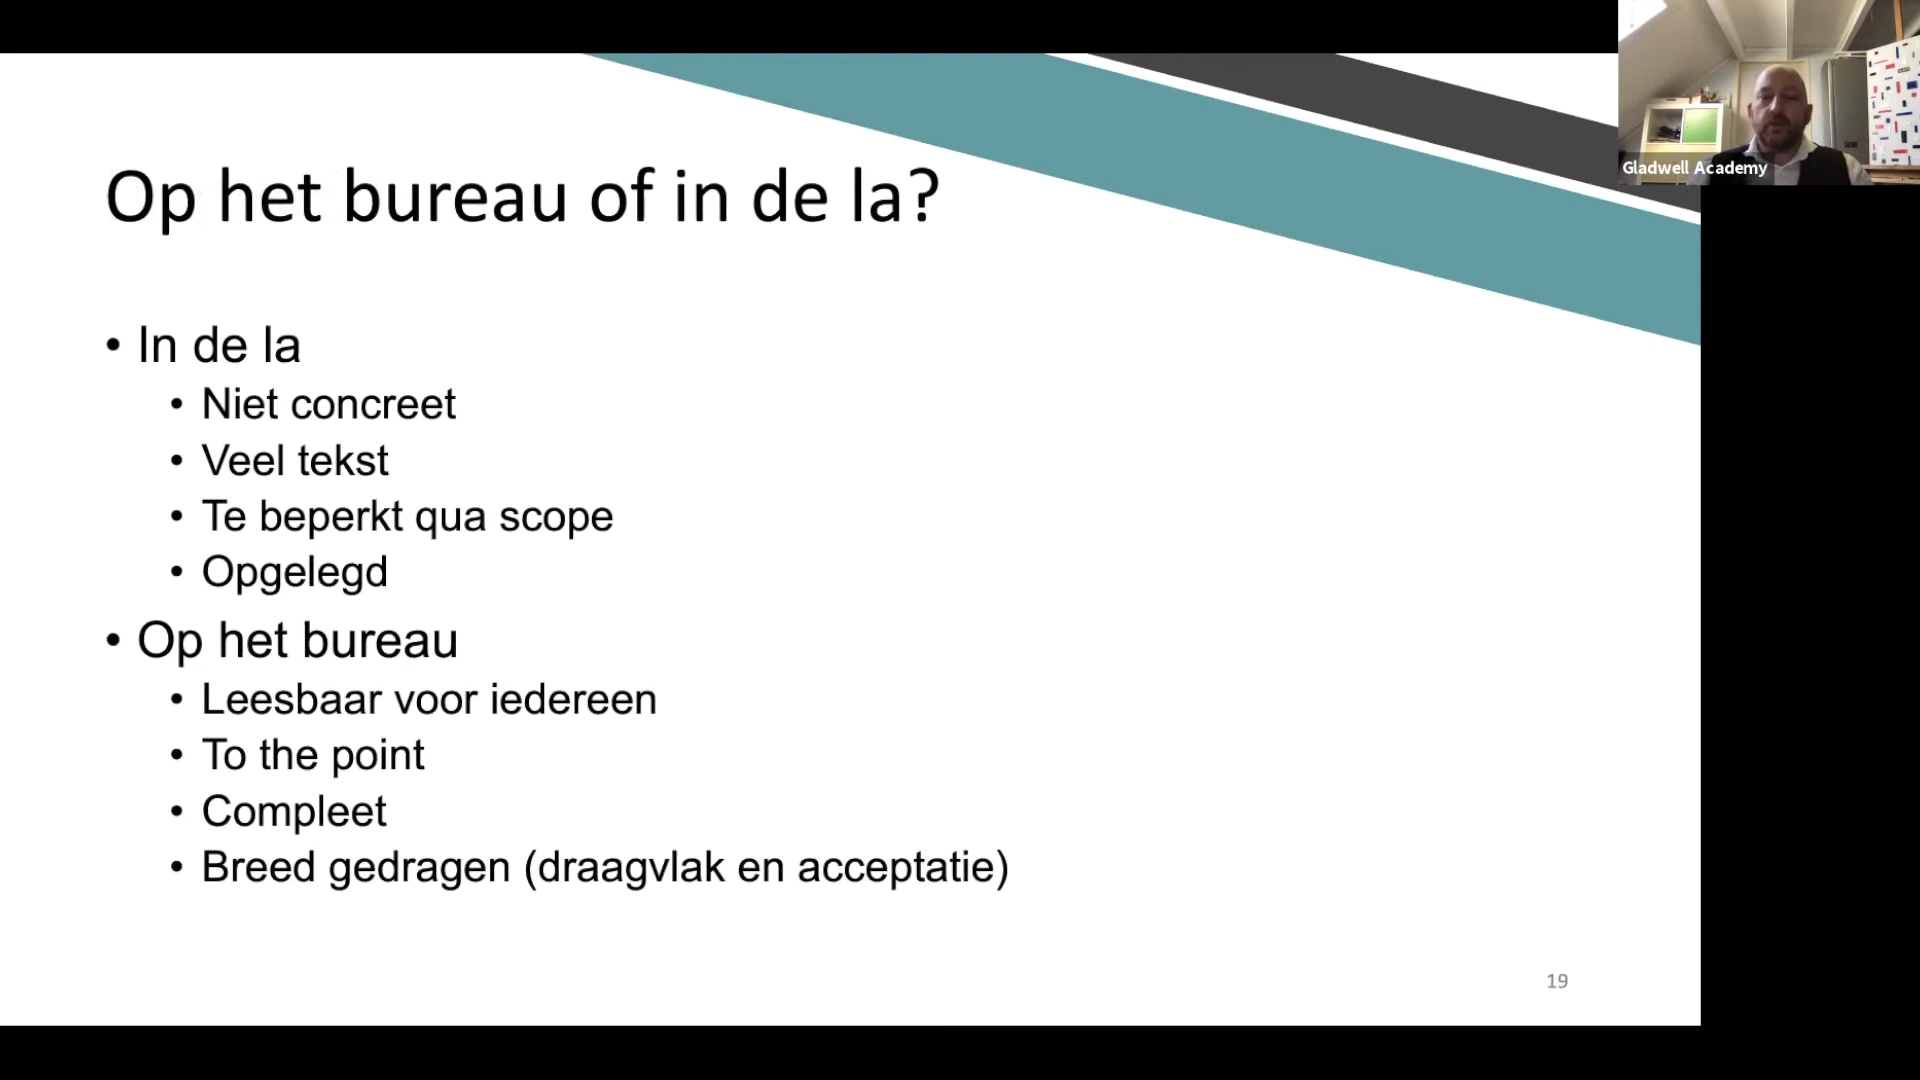 Gladwell Academy
Op het bureau of in de la?
• In de la
• Niet concreet
• Veel tekst
• Te beperkt qua scope
• Opgelegd
• Op het bureau
• Leesbaar voor iedereen
• To the point
• Compleet
• Breed gedragen (draagvlak en acceptatie)
19